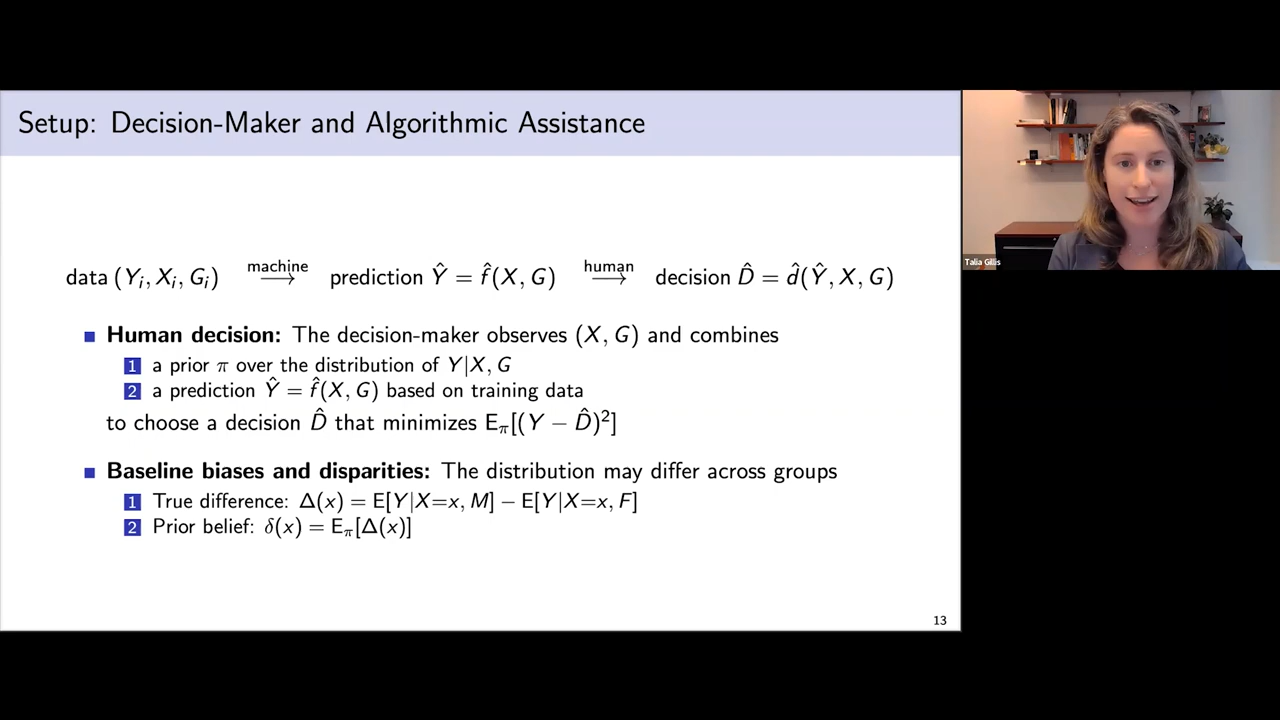 Setup: Decision-Maker and Algorithmic Assistance
data (Yᵢ, Xᵢ, Gᵢ) machine⟶ prediction Ŷ = f̂(X, G) human⟶ decision D̂ = d̂(Ŷ, X, G)
Human decision: The decision-maker observes (X, G) and combines
1 a prior π over the distribution of Y|X, G
2 a prediction Ŷ = f̂(X, G) based on training data
to choose a decision D̂ that minimizes E_π[(Y − D̂)²]
Baseline biases and disparities: The distribution may differ across groups
1 True difference: Δ(x) = E[Y|X=x, M] − E[Y|X=x, F]
2 Prior belief: δ(x) = E_π[Δ(x)]
13
Talia Gillis